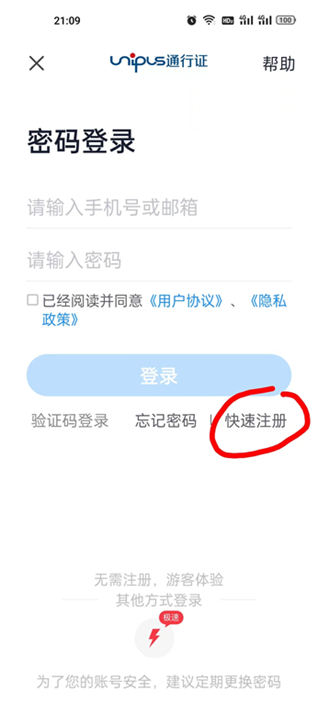 21:09
HD 4G 4G 100
unipus通行证
帮助
密码登录
请输入手机号或邮箱
请输入密码
已经阅读并同意《用户协议》、《隐私
政策》
登录
验证码登录 忘记密码 | 快速注册
无需注册，游客体验
其他方式登录
极速
为了您的账号安全，建议定期更换密码